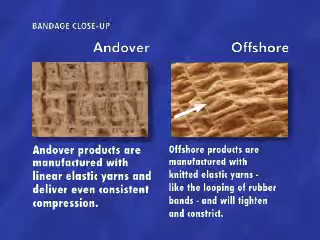 BANDAGE CLOSE-UP
Andover
Offshore
Andover products are
manufactured with
linear elastic yarns and
deliver even consistent
compression.
Offshore products are
manufactured with
knitted elastic yarns -
like the looping of rubber
bands - and will tighten
and constrict.